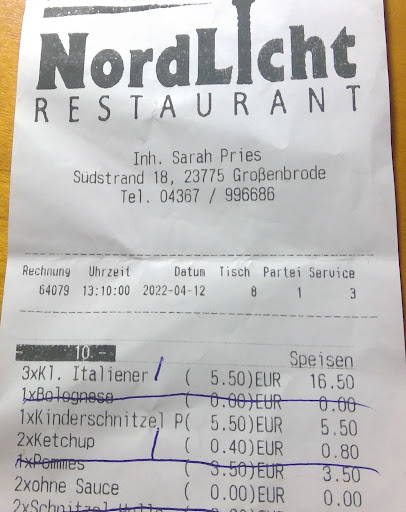 NordLicht
RESTAURANT
Inh. Sarah Pries
Südstrand 18, 23775 Großenbrode
Tel. 04367 / 996686
Rechnung Uhrzeit Datum Tisch Partei Service
64079 13:10:00 2022-04-12 8 1 3
10.-
Speisen
3xKl. Italiener ( 5.50)EUR 16.50
1xBolognese ( 0.00)EUR 0.00
1xKinderschnitzel P( 5.50)EUR 5.50
2xKetchup ( 0.40)EUR 0.80
1xPommes ( 3.50)EUR 3.50
2xohne Sauce ( 0.00)EUR 0.00
2xSchnitzel